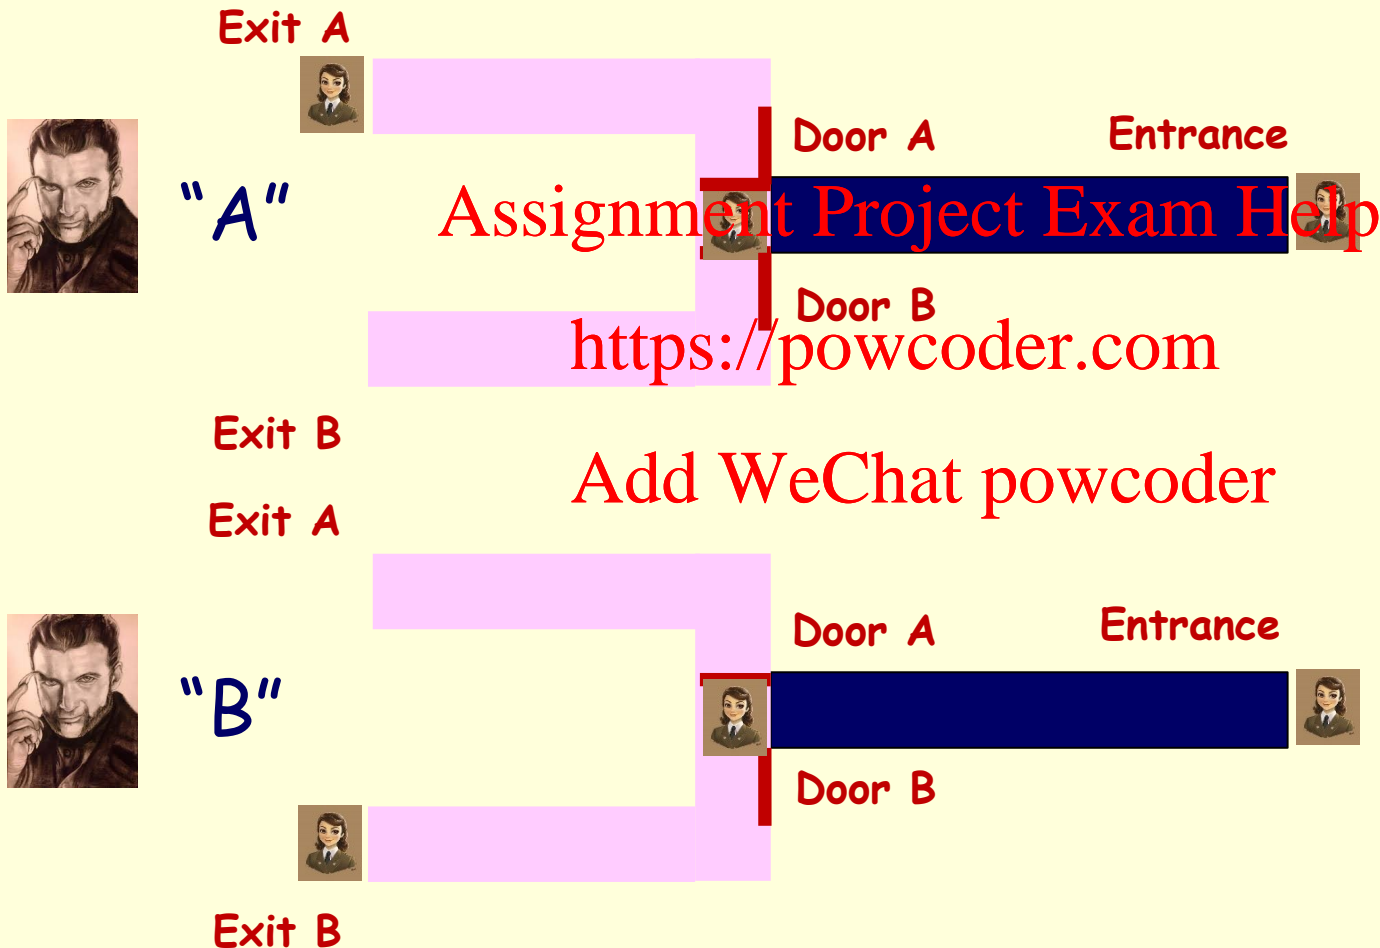 Exit A
Door A Entrance
"A"
Assignment Project Exam Help
Door B
https://powcoder.com
Exit B
Add WeChat powcoder
Exit A
Door A Entrance
"B"
Door B
Exit B